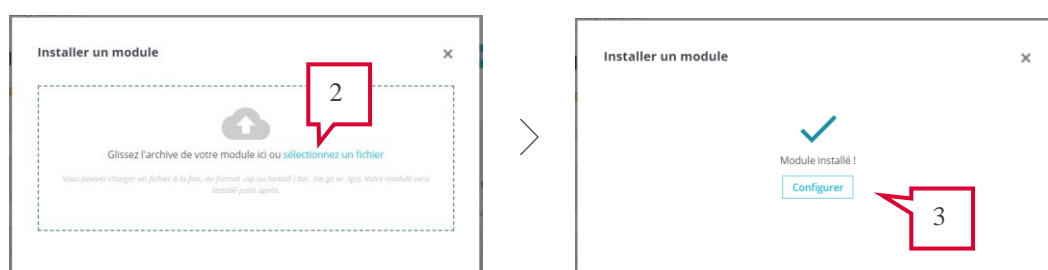 Installer un module
×
2
Glissez l'archive de votre module ici ou sélectionnez un fichier
Vous pouvez charger un fichier à la fois, au format .zip ou tarball (.tar, .tar.gz or .tgz). Votre module sera
installé juste après.
>
Installer un module
×
Module installé !
Configurer
3